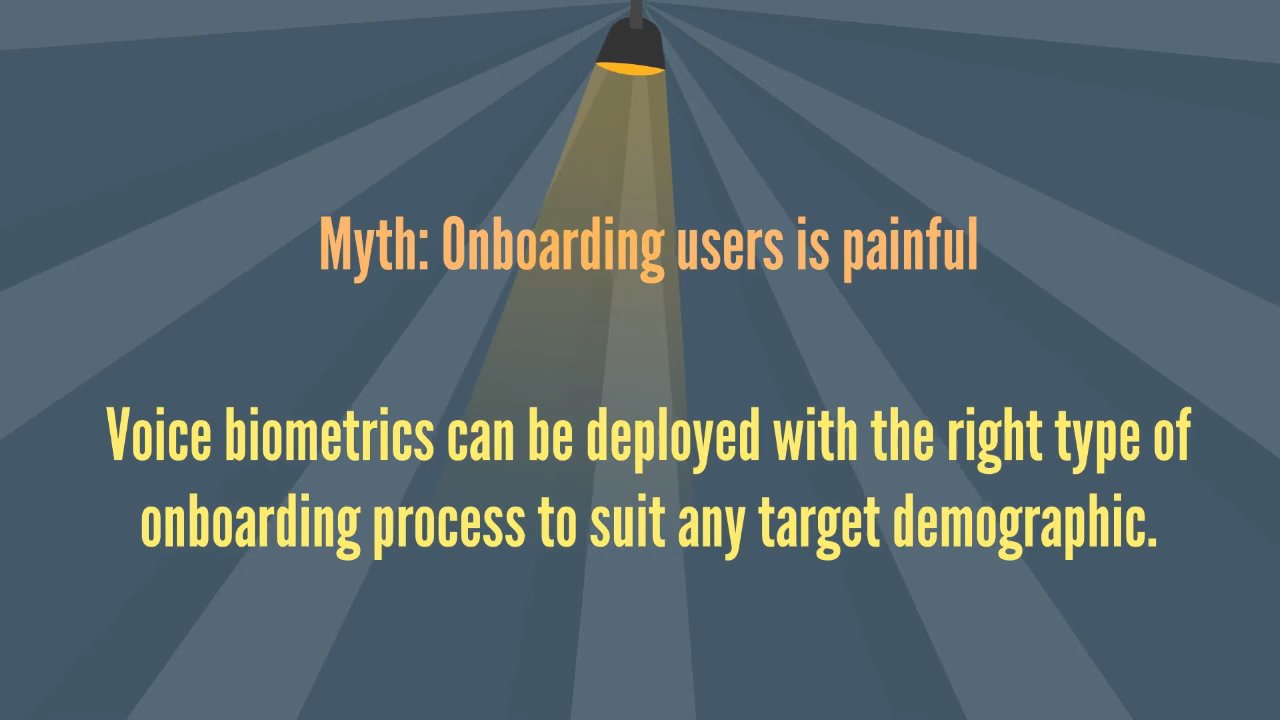 Myth: Onboarding users is painful
Voice biometrics can be deployed with the right type of
onboarding process to suit any target demographic.